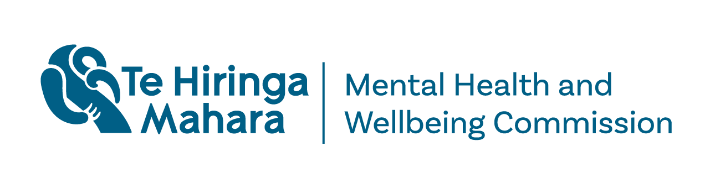 Te Hiringa
Mahara
Mental Health and
Wellbeing Commission